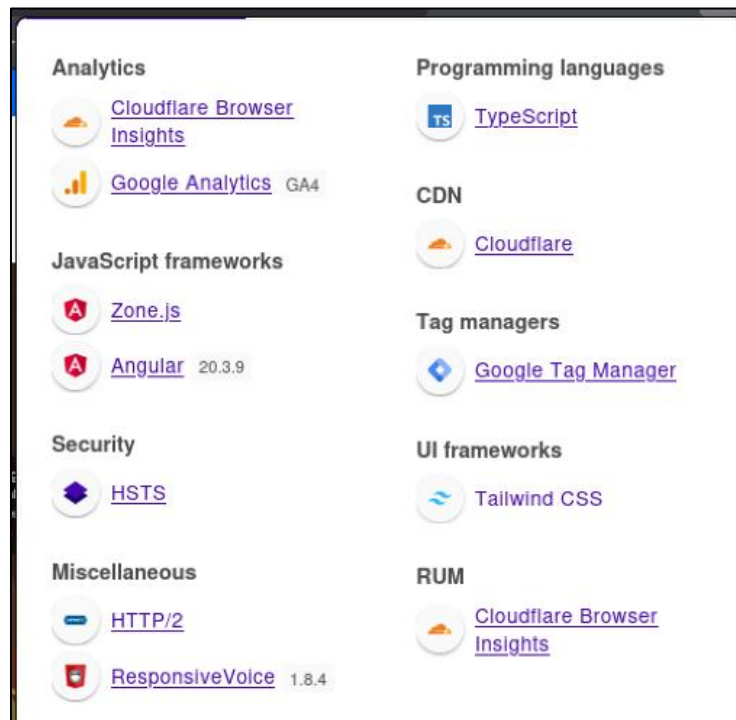 Analytics
Cloudflare Browser
Insights
Google Analytics GA4
JavaScript frameworks
Zone.js
Angular 20.3.9
Security
HSTS
Miscellaneous
HTTP/2
ResponsiveVoice 1.8.4
Programming languages
TS TypeScript
CDN
Cloudflare
Tag managers
Google Tag Manager
UI frameworks
Tailwind CSS
RUM
Cloudflare Browser
Insights